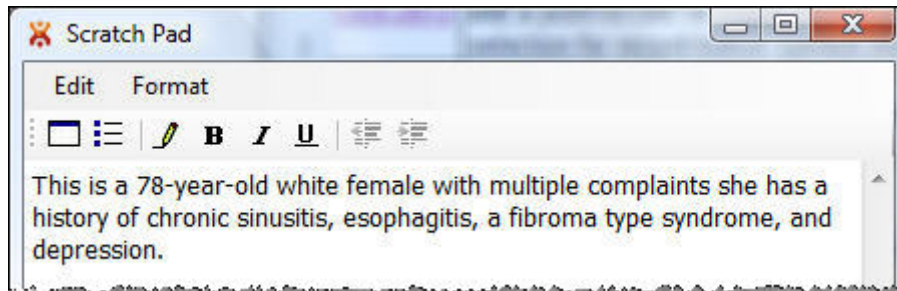 Scratch Pad
Edit Format
B I U
This is a 78-year-old white female with multiple complaints she has a
history of chronic sinusitis, esophagitis, a fibroma type syndrome, and
depression.